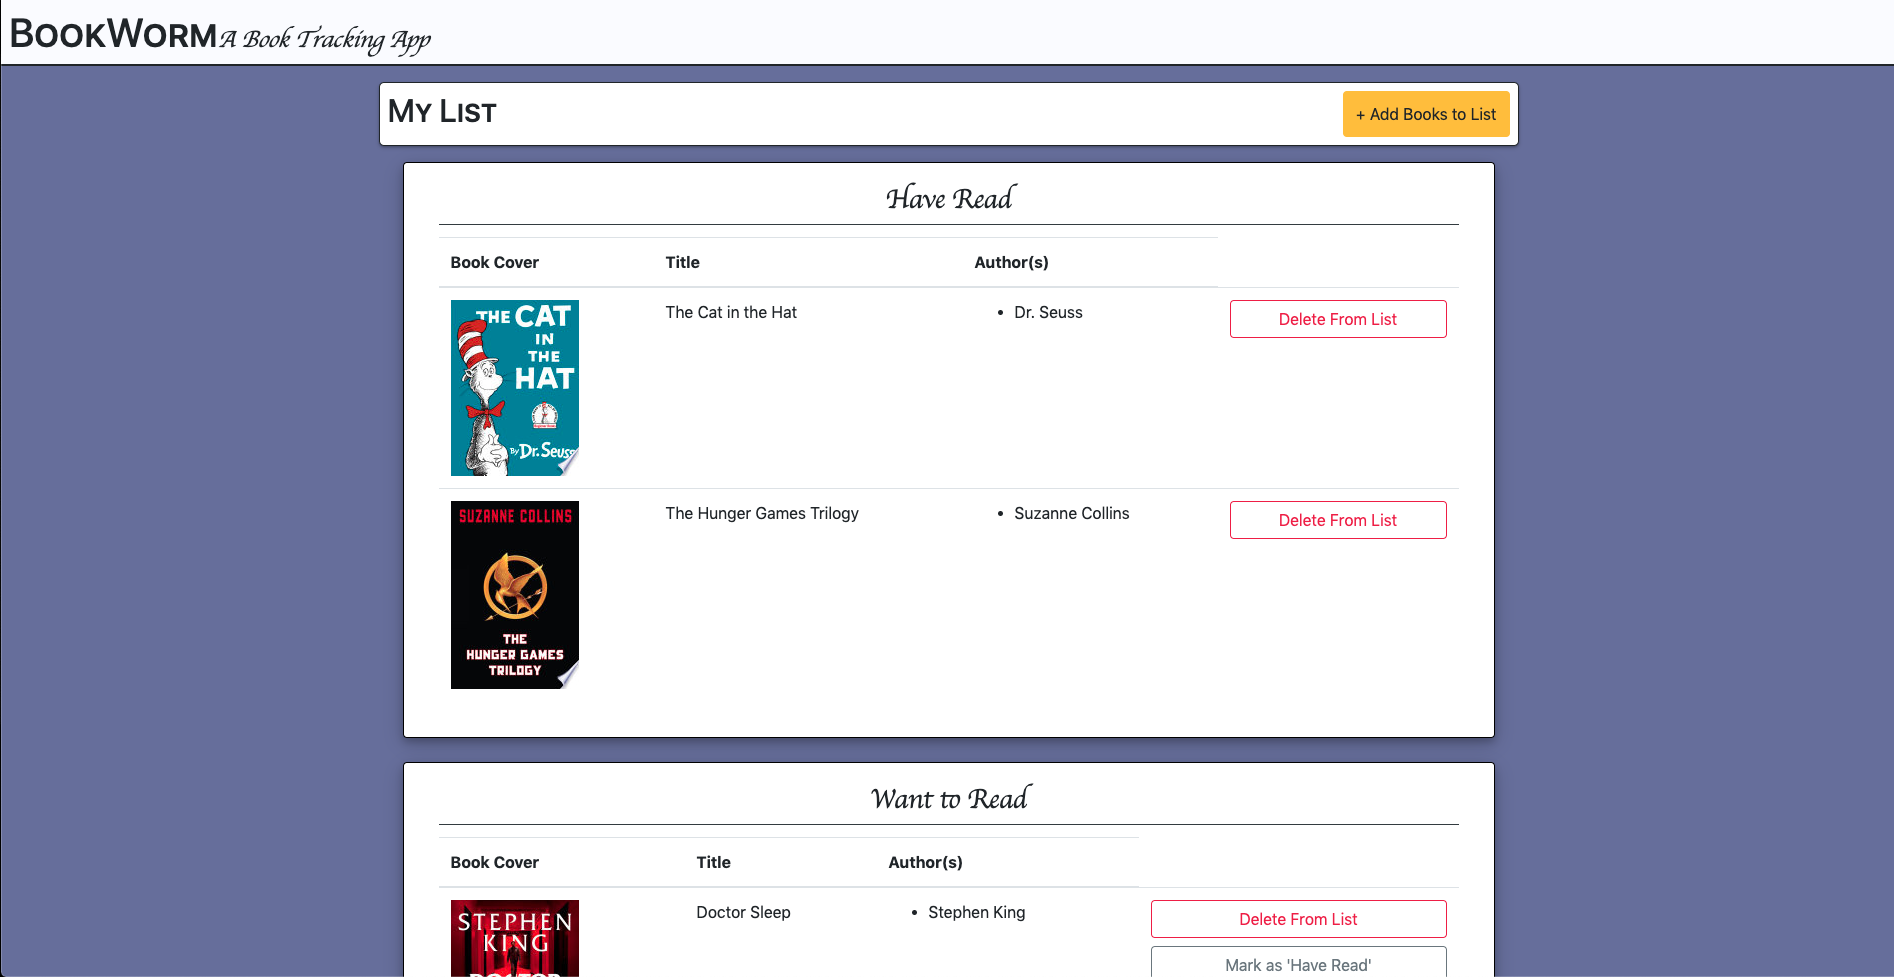 BookWorm A Book Tracking App
My List
+ Add Books to List
Have Read
Book Cover Title Author(s)
THE CAT
IN
THE
HAT
By Dr. Seuss
The Cat in the Hat
• Dr. Seuss
Delete From List
SUZANNE COLLINS
THE
HUNGER GAMES
TRILOGY
The Hunger Games Trilogy
• Suzanne Collins
Delete From List
Want to Read
Book Cover Title Author(s)
STEPHEN
KING
DOCTOR
Doctor Sleep
• Stephen King
Delete From List
Mark as 'Have Read'